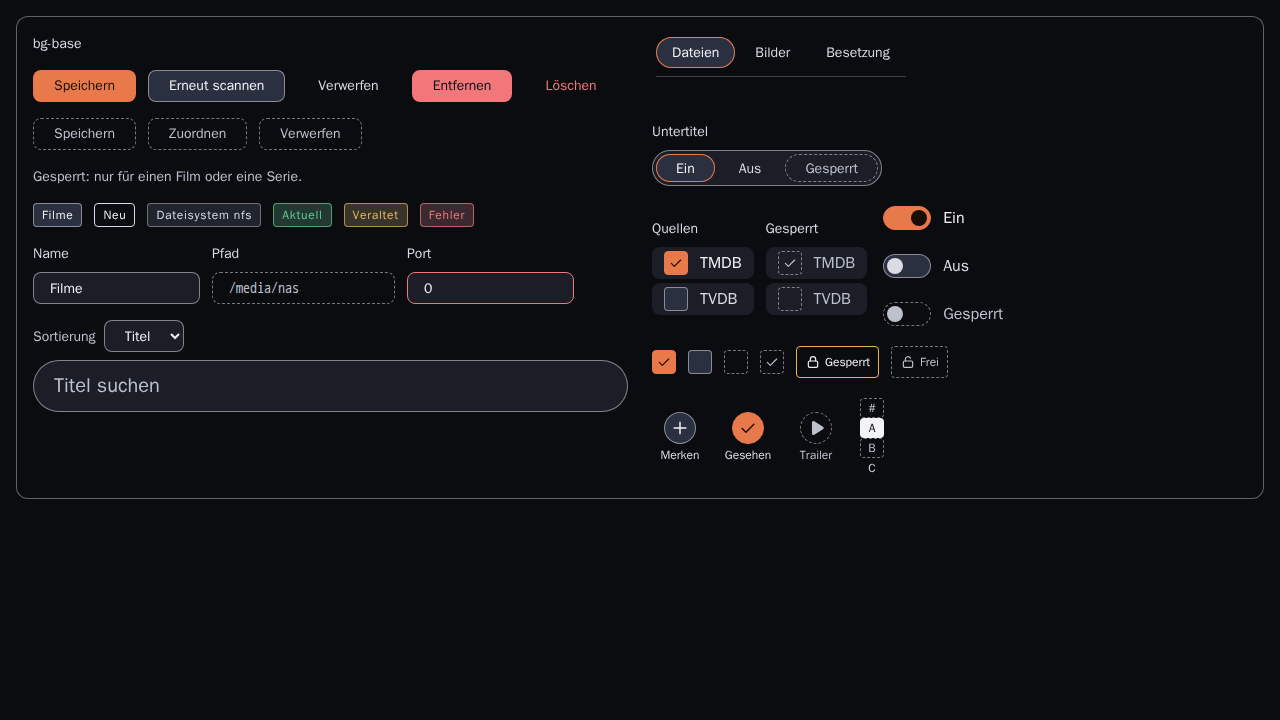 bg-base
Speichern Erneut scannen Verwerfen Entfernen Löschen
Speichern Zuordnen Verwerfen
Gesperrt: nur für einen Film oder eine Serie.
Filme Neu Dateisystem nfs Aktuell Veraltet Fehler
Name Pfad Port
Filme /media/nas 0
Sortierung Titel
Titel suchen
Dateien Bilder Besetzung
Untertitel
Ein Aus Gesperrt
Quellen Gesperrt
TMDB TMDB
TVDB TVDB
Ein
Aus
Gesperrt
Gesperrt Frei
Merken Gesehen Trailer
#
A
B
C